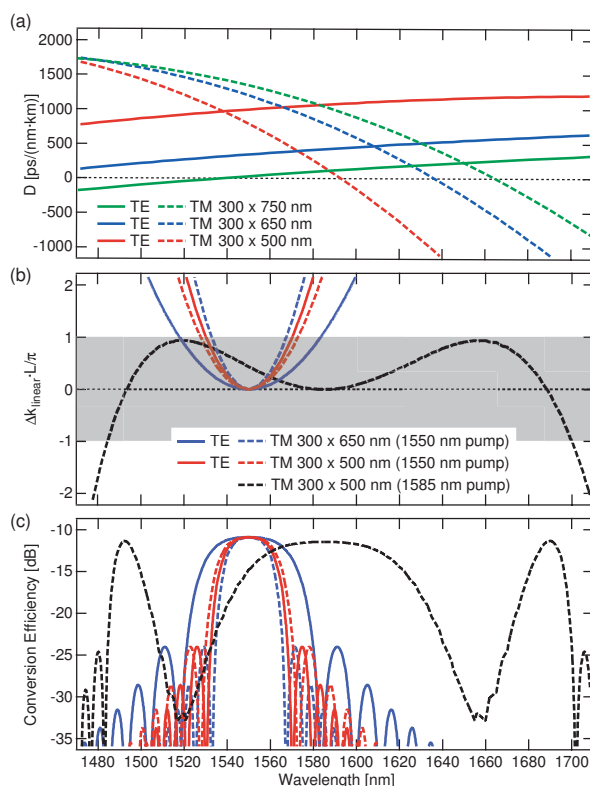 (a)
D [ps/(nm·km)]
2000
1500
1000
500
0
500
-1000
TE TM 300 x 750 nm
TE TM 300 x 650 nm
TE TM 300 x 500 nm
(b)
Δk linear·L/π
2
1
0
-1
-2
TE TM 300 x 650 nm (1550 nm pump)
TE TM 300 x 500 nm (1550 nm pump)
TM 300 x 500 nm (1585 nm pump)
(c)
Conversion Efficiency [dB]
-10
-15
-20
-25
-30
-35
1480 1500 1520 1540 1560 1580 1600 1620 1640 1660 1680 1700
Wavelength [nm]